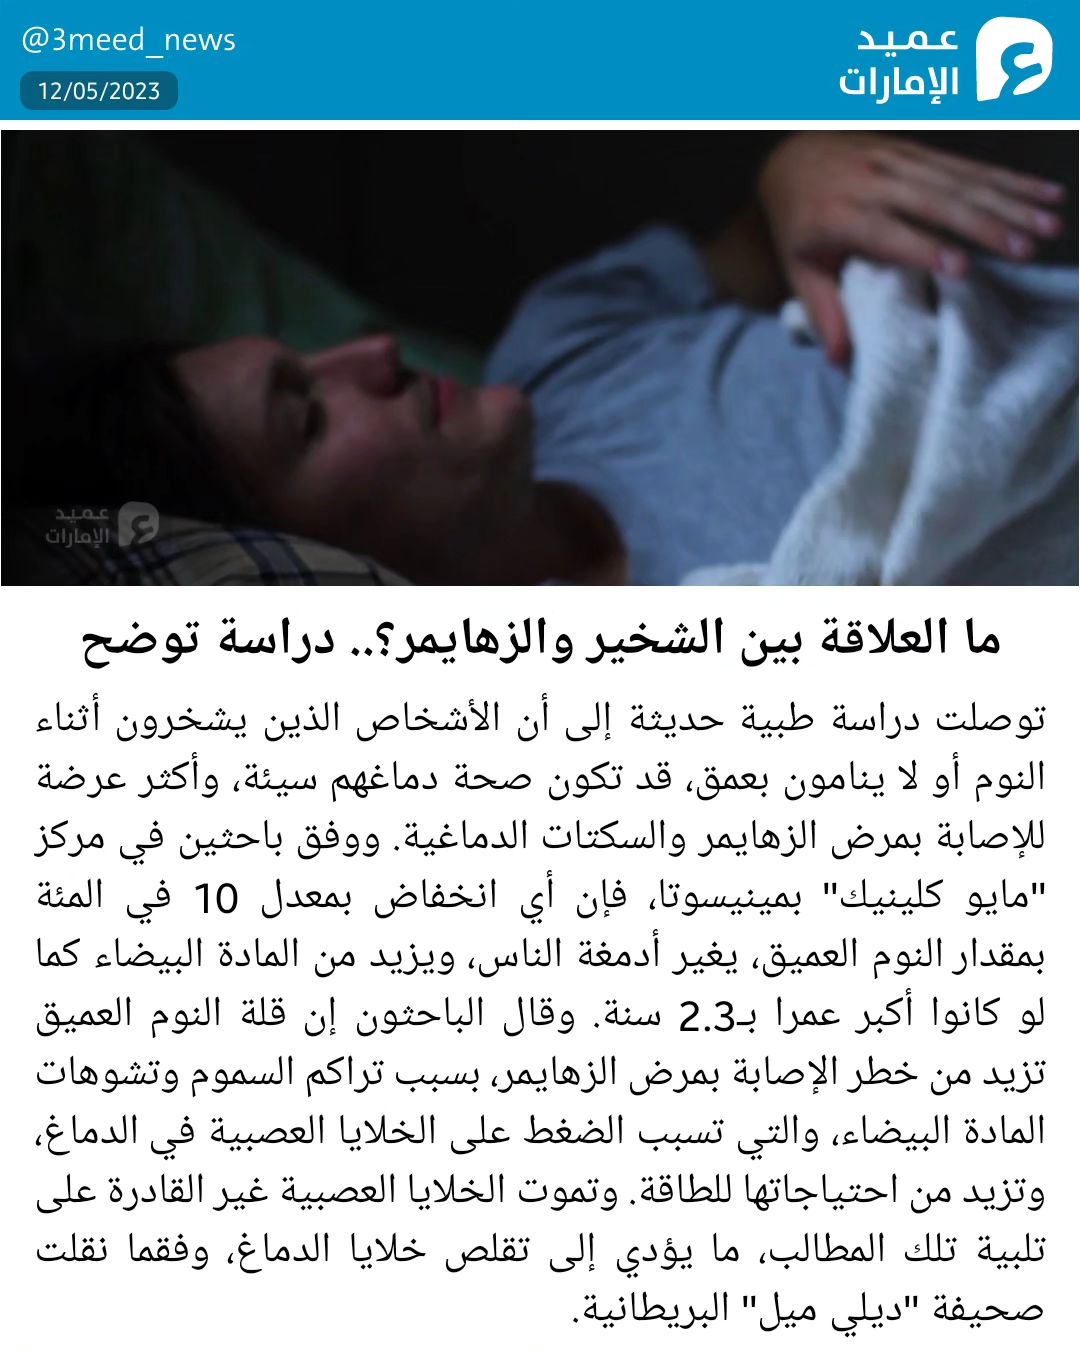 @3meed_news
12/05/2023
عميد
الإمارات
عميد
الإمارات
ما العلاقة بين الشخير والزهايمر؟.. دراسة توضح
توصلت دراسة طبية حديثة إلى أن الأشخاص الذين يشخرون أثناء
النوم أو لا ينامون بعمق، قد تكون صحة دماغهم سيئة، وأكثر عرضة
للإصابة بمرض الزهايمر والسكتات الدماغية. ووفق باحثين في مركز
"مايو كلينيك" بمينيسوتا، فإن أي انخفاض بمعدل 10 في المئة
بمقدار النوم العميق، يغير أدمغة الناس، ويزيد من المادة البيضاء كما
لو كانوا أكبر عمرا بـ2.3 سنة. وقال الباحثون إن قلة النوم العميق
تزيد من خطر الإصابة بمرض الزهايمر، بسبب تراكم السموم وتشوهات
المادة البيضاء، والتي تسبب الضغط على الخلايا العصبية في الدماغ،
وتزيد من احتياجاتها للطاقة. وتموت الخلايا العصبية غير القادرة على
تلبية تلك المطالب، ما يؤدي إلى تقلص خلايا الدماغ، وفقما نقلت
صحيفة "ديلي ميل" البريطانية.